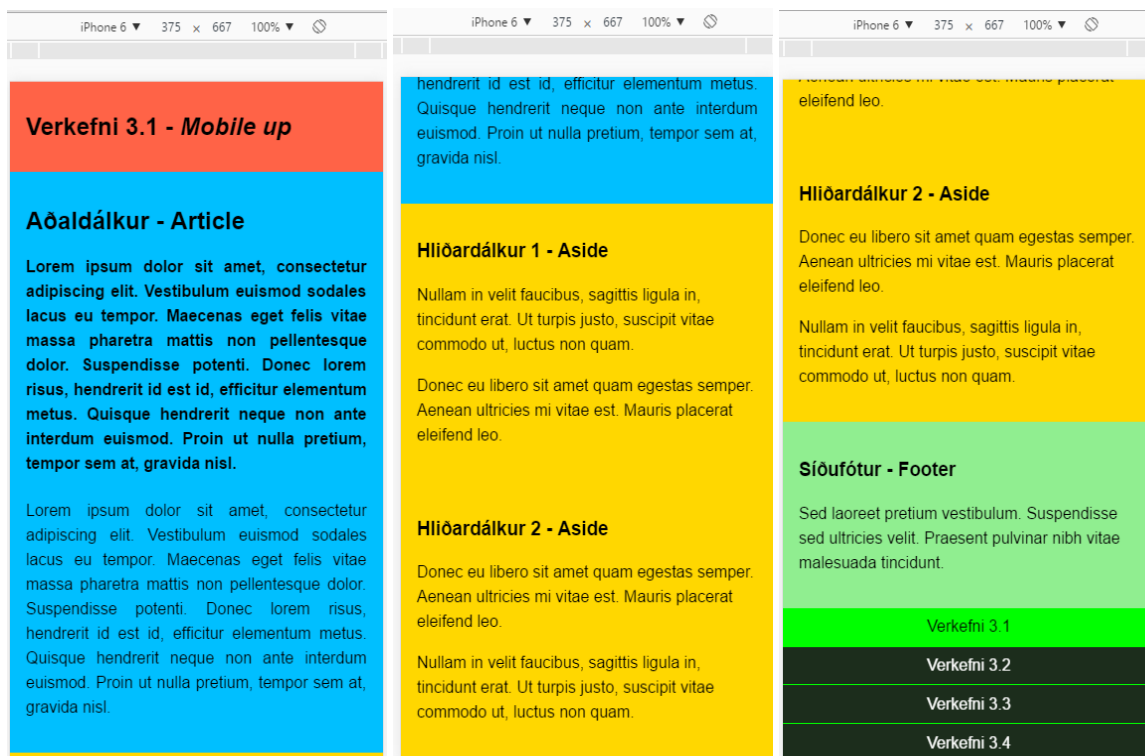 iPhone 6 ▼ 375 x 667 100% ▼
Verkefni 3.1 - Mobile up
Aðaldálkur - Article
Lorem ipsum dolor sit amet, consectetur
adipiscing elit. Vestibulum euismod sodales
lacus eu tempor. Maecenas eget felis vitae
massa pharetra mattis non pellentesque
dolor. Suspendisse potenti. Donec lorem
risus, hendrerit id est id, efficitur elementum
metus. Quisque hendrerit neque non ante
interdum euismod. Proin ut nulla pretium,
tempor sem at, gravida nisl.
Lorem ipsum dolor sit amet, consectetur
adipiscing elit. Vestibulum euismod sodales
lacus eu tempor. Maecenas eget felis vitae
massa pharetra mattis non pellentesque dolor.
Suspendisse potenti. Donec lorem risus,
hendrerit id est id, efficitur elementum metus.
Quisque hendrerit neque non ante interdum
euismod. Proin ut nulla pretium, tempor sem at,
gravida nisl.
iPhone 6 ▼ 375 x 667 100% ▼
hendrerit id est id, efficitur elementum metus.
Quisque hendrerit neque non ante interdum
euismod. Proin ut nulla pretium, tempor sem at,
gravida nisl.
Hliðardálkur 1 - Aside
Nullam in velit faucibus, sagittis ligula in,
tincidunt erat. Ut turpis justo, suscipit vitae
commodo ut, luctus non quam.
Donec eu libero sit amet quam egestas semper.
Aenean ultricies mi vitae est. Mauris placerat
eleifend leo.
Hliðardálkur 2 - Aside
Donec eu libero sit amet quam egestas semper.
Aenean ultricies mi vitae est. Mauris placerat
eleifend leo.
Nullam in velit faucibus, sagittis ligula in,
tincidunt erat. Ut turpis justo, suscipit vitae
commodo ut, luctus non quam.
iPhone 6 ▼ 375 x 667 100% ▼
Aenean ultricies mi vitae est. Mauris placerat
eleifend leo.
Hliðardálkur 2 - Aside
Donec eu libero sit amet quam egestas semper.
Aenean ultricies mi vitae est. Mauris placerat
eleifend leo.
Nullam in velit faucibus, sagittis ligula in,
tincidunt erat. Ut turpis justo, suscipit vitae
commodo ut, luctus non quam.
Síðufótur - Footer
Sed laoreet pretium vestibulum. Suspendisse
sed ultricies velit. Praesent pulvinar nibh vitae
malesuada tincidunt.
Verkefni 3.1
Verkefni 3.2
Verkefni 3.3
Verkefni 3.4